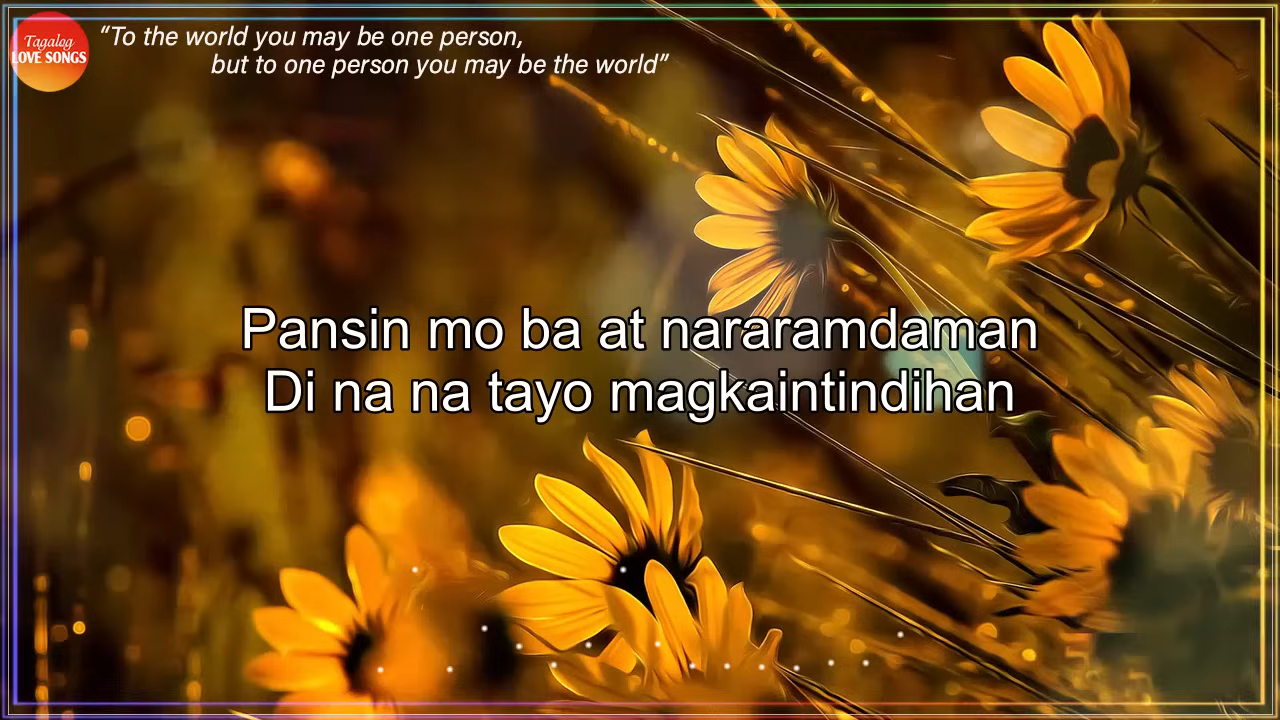 Tagalog
LOVE SONGS
“To the world you may be one person,
but to one person you may be the world”
Pansin mo ba at nararamdaman
Di na na tayo magkaintindihan